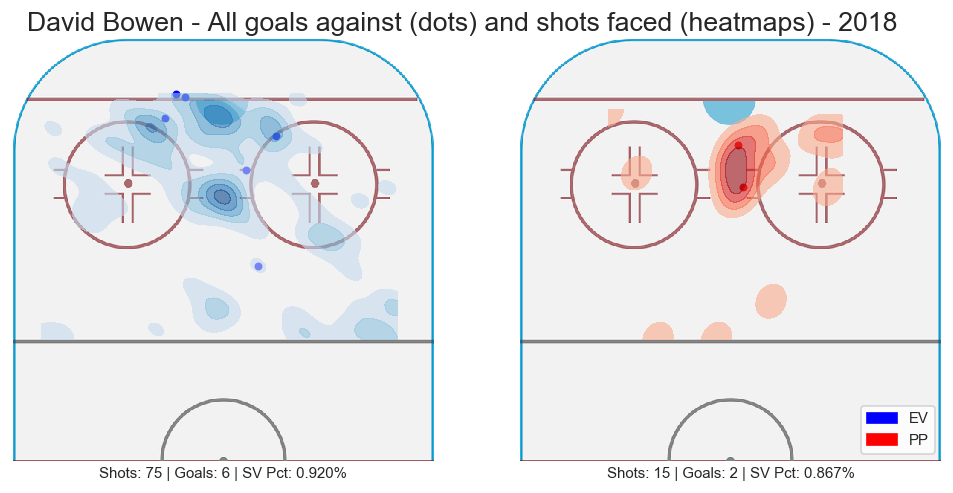 David Bowen - All goals against (dots) and shots faced (heatmaps) - 2018
EV
PP
Shots: 75 | Goals: 6 | SV Pct: 0.920%
Shots: 15 | Goals: 2 | SV Pct: 0.867%